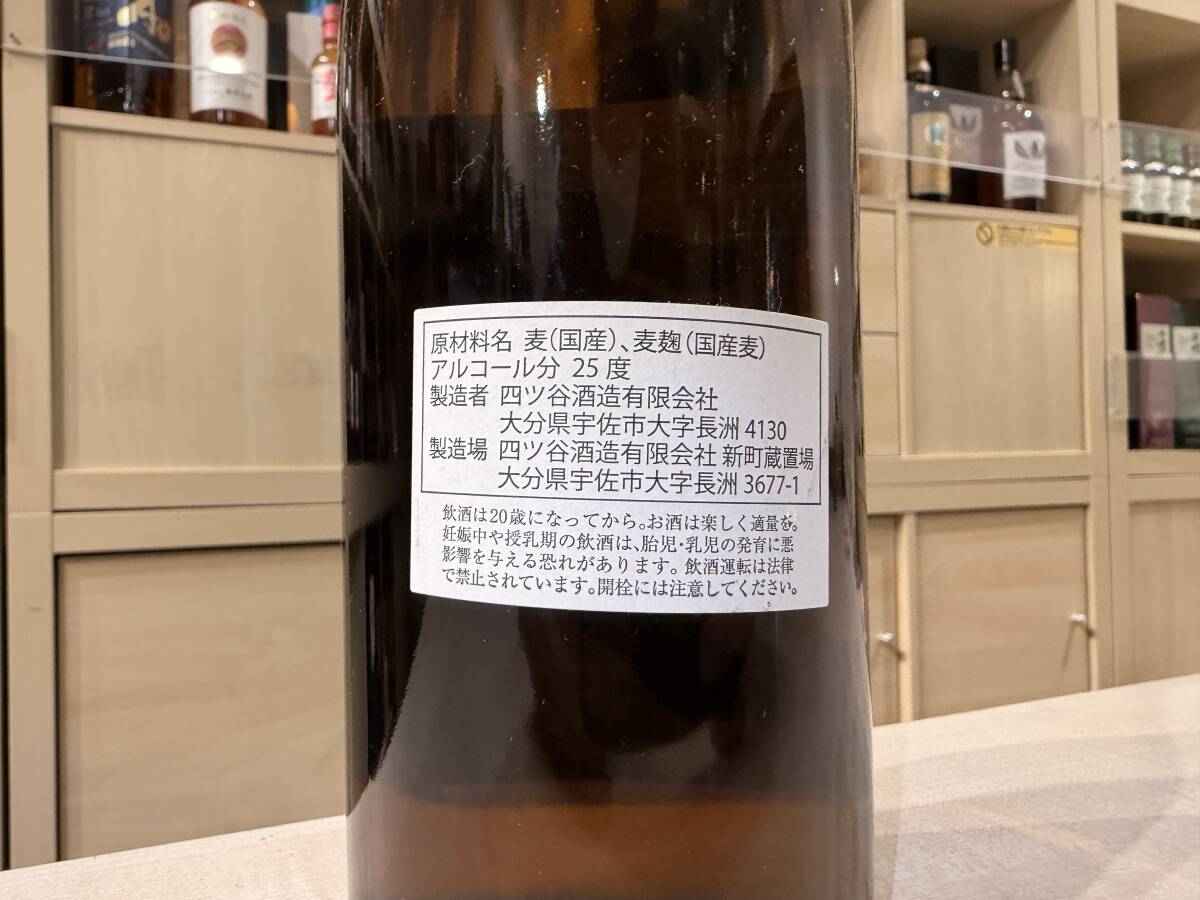 原材料名 麦(国産)、麦麹(国産麦)
アルコール分 25度
製造者 四ツ谷酒造有限会社
大分県宇佐市大字長洲4130
製造場 四ツ谷酒造有限会社 新町蔵置場
大分県宇佐市大字長洲3677-1
飲酒は20歳になってから。お酒は楽しく適量を。
妊娠中や授乳期の飲酒は、胎児・乳児の発育に悪
影響を与える恐れがあります。飲酒運転は法律
で禁止されています。開栓には注意してください。